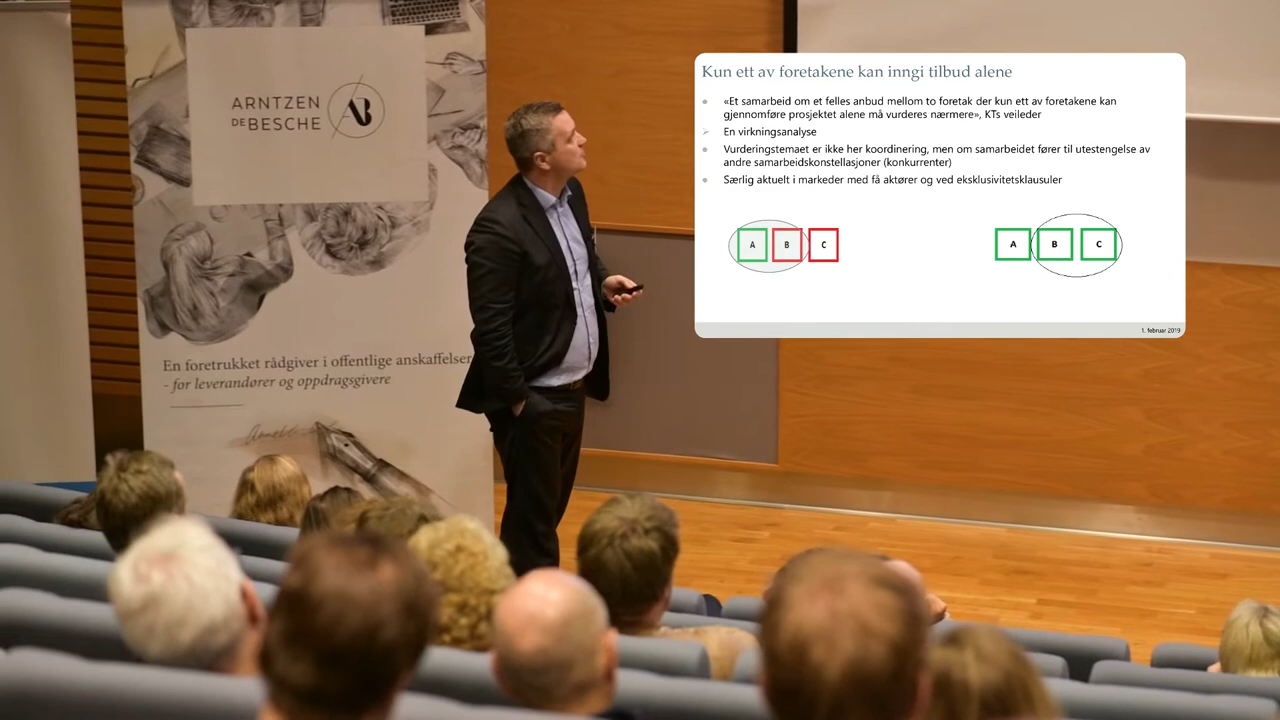 ARNTZEN
DE BESCHE
AB
En foretrukket rådgiver i offentlige anskaffelser
- for leverandører og oppdragsgivere
Kun ett av foretakene kan inngi tilbud alene
«Et samarbeid om et felles anbud mellom to foretak der kun ett av foretakene kan
gjennomføre prosjektet alene må vurderes nærmere», KTs veileder
En virkningsanalyse
Vurderingstemaet er ikke her koordinering, men om samarbeidet fører til utestengelse av
andre samarbeidskonstellasjoner (konkurrenter)
Særlig aktuelt i markeder med få aktører og ved eksklusivitetsklausuler
A B C
A B C
1. februar 2019